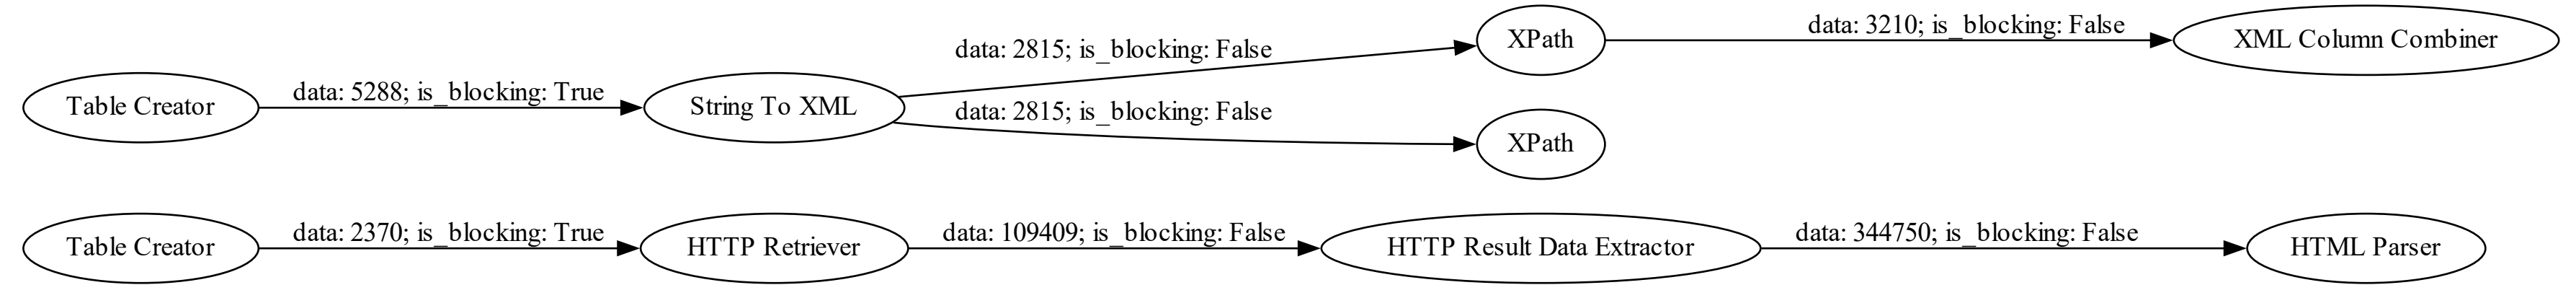 Table Creator
data: 5288; is_blocking: True
String To XML
data: 2815; is_blocking: False
XPath
data: 3210; is_blocking: False
XML Column Combiner
data: 2815; is_blocking: False
XPath
Table Creator
data: 2370; is_blocking: True
HTTP Retriever
data: 109409; is_blocking: False
HTTP Result Data Extractor
data: 344750; is_blocking: False
HTML Parser